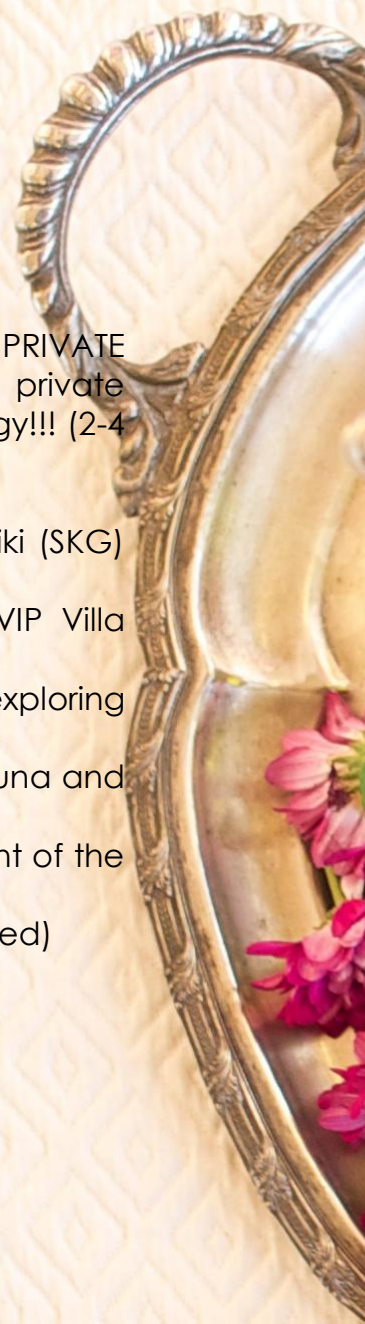 PRIVATE
private
gy!!! (2-4
iki (SKG)
VIP Villa
exploring
una and
nt of the
ed)